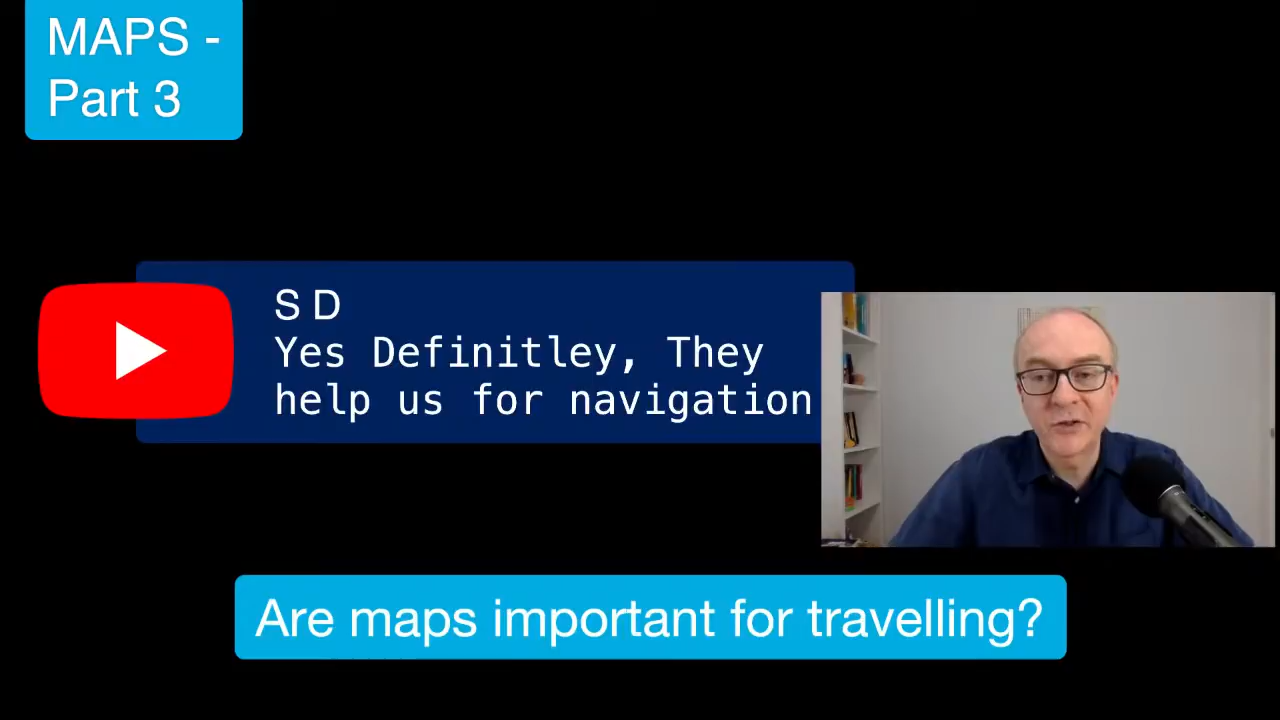 MAPS -
Part 3
S D
Yes Definitley, They
help us for navigation
Are maps important for travelling?